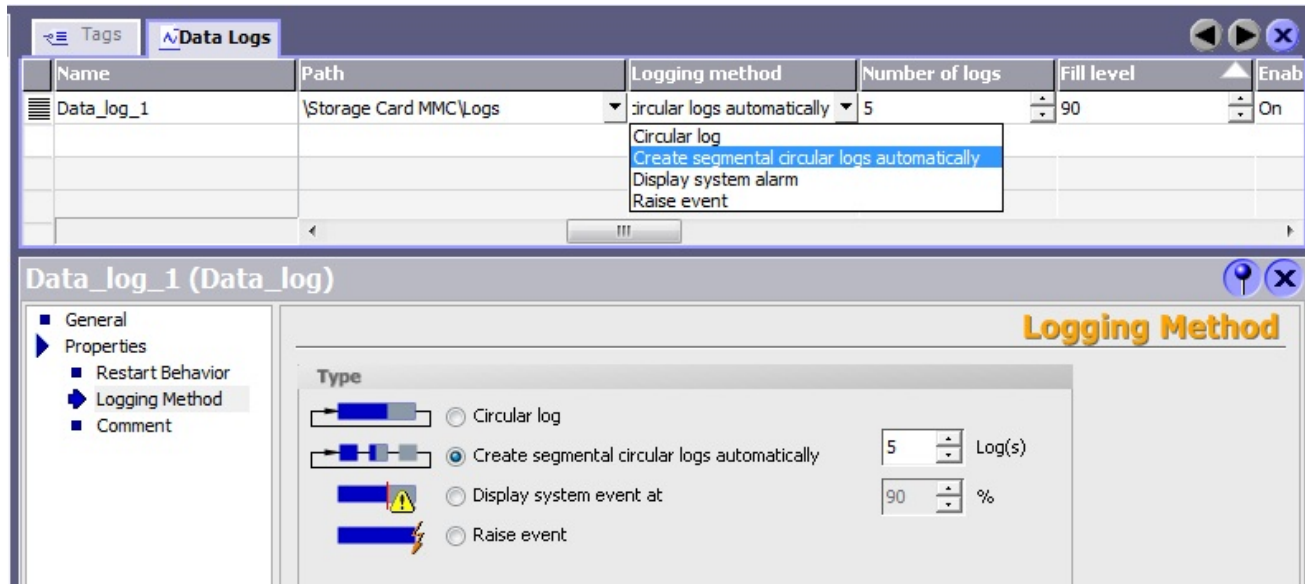 Tags Data Logs
Name Path Logging method Number of logs Fill level Enab
Data_log_1 \Storage Card MMC\Logs circular logs automatically 5 90 On
Circular log
Create segmental circular logs automatically
Display system alarm
Raise event
Data_log_1 (Data_log)
General
Properties
Restart Behavior
Logging Method
Comment
Logging Method
Type
Circular log
Create segmental circular logs automatically 5 Log(s)
Display system event at 90 %
Raise event